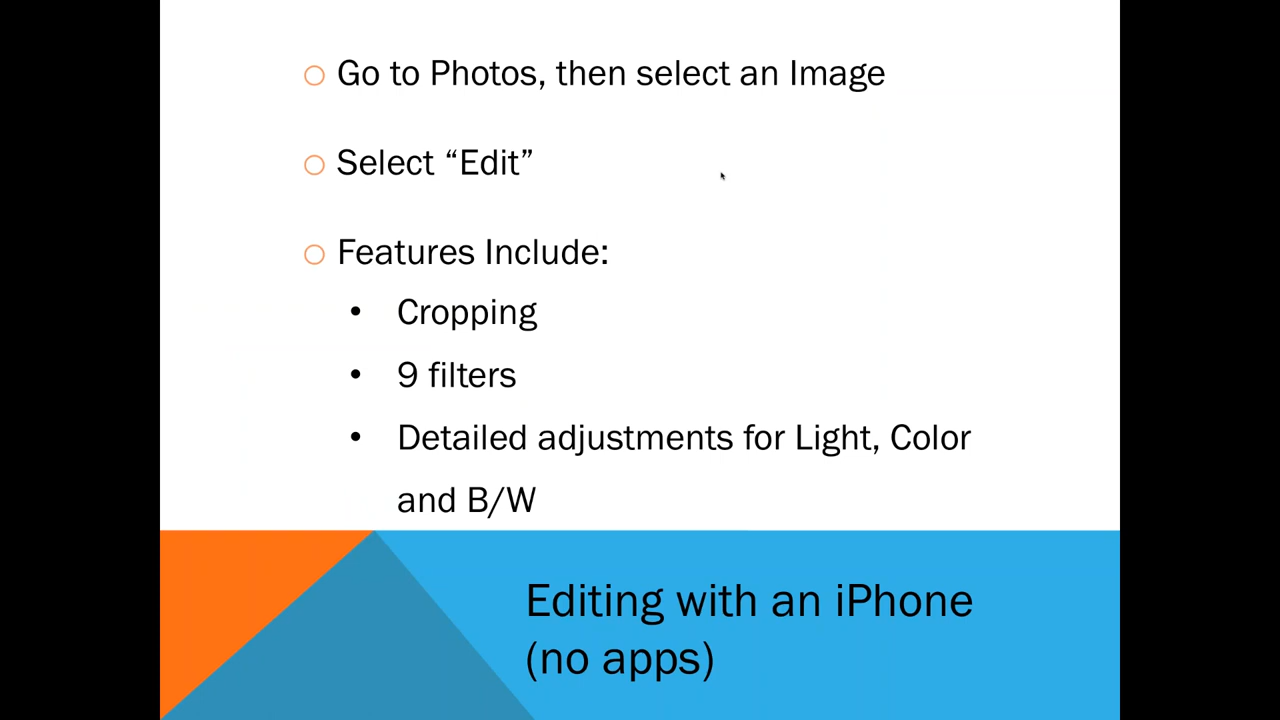 Go to Photos, then select an Image
Select “Edit”
Features Include:
Cropping
9 filters
Detailed adjustments for Light, Color
and B/W
Editing with an iPhone
(no apps)